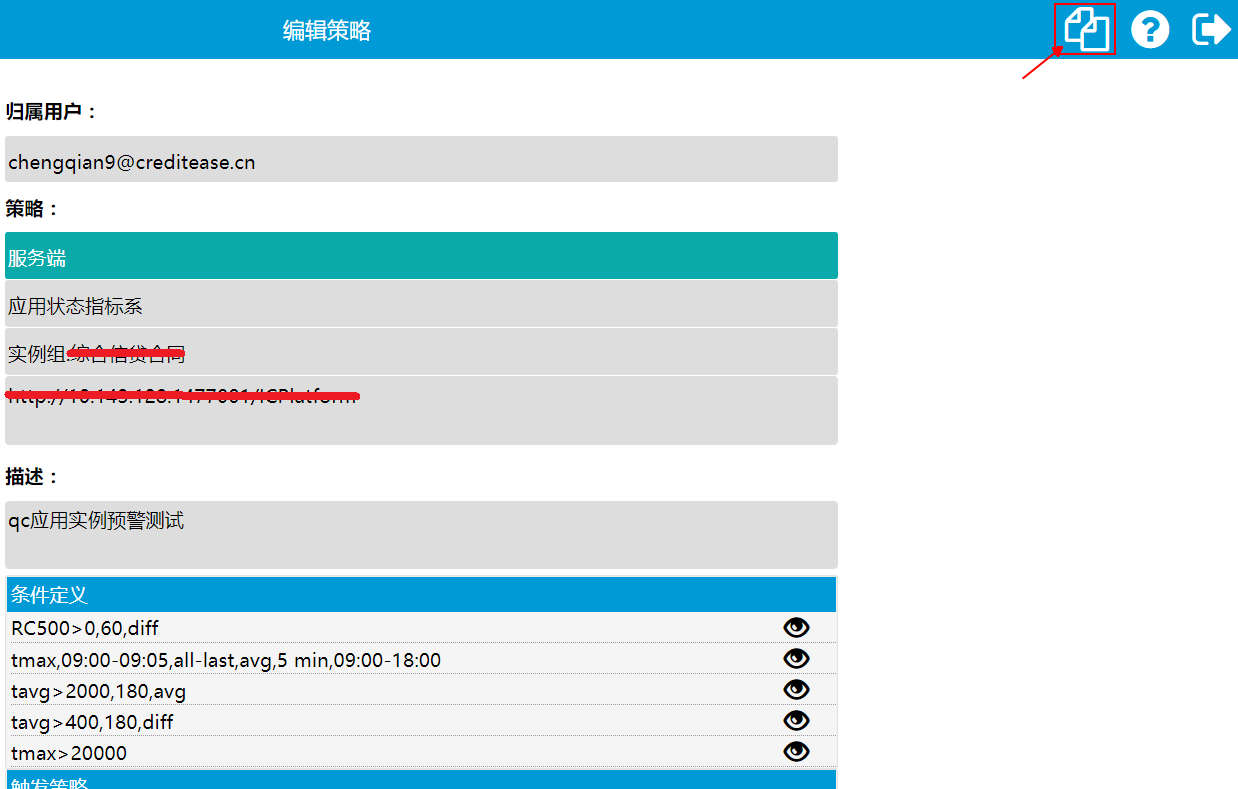 编辑策略
归属用户：
chengqian9@creditease.cn
策略：
服务端
应用状态指标系
实例组:
描述：
qc应用实例预警测试
条件定义
RC500>0,60,diff
tmax,09:00-09:05,all-last,avg,5 min,09:00-18:00
tavg>2000,180,avg
tavg>400,180,diff
tmax>20000
触发策略